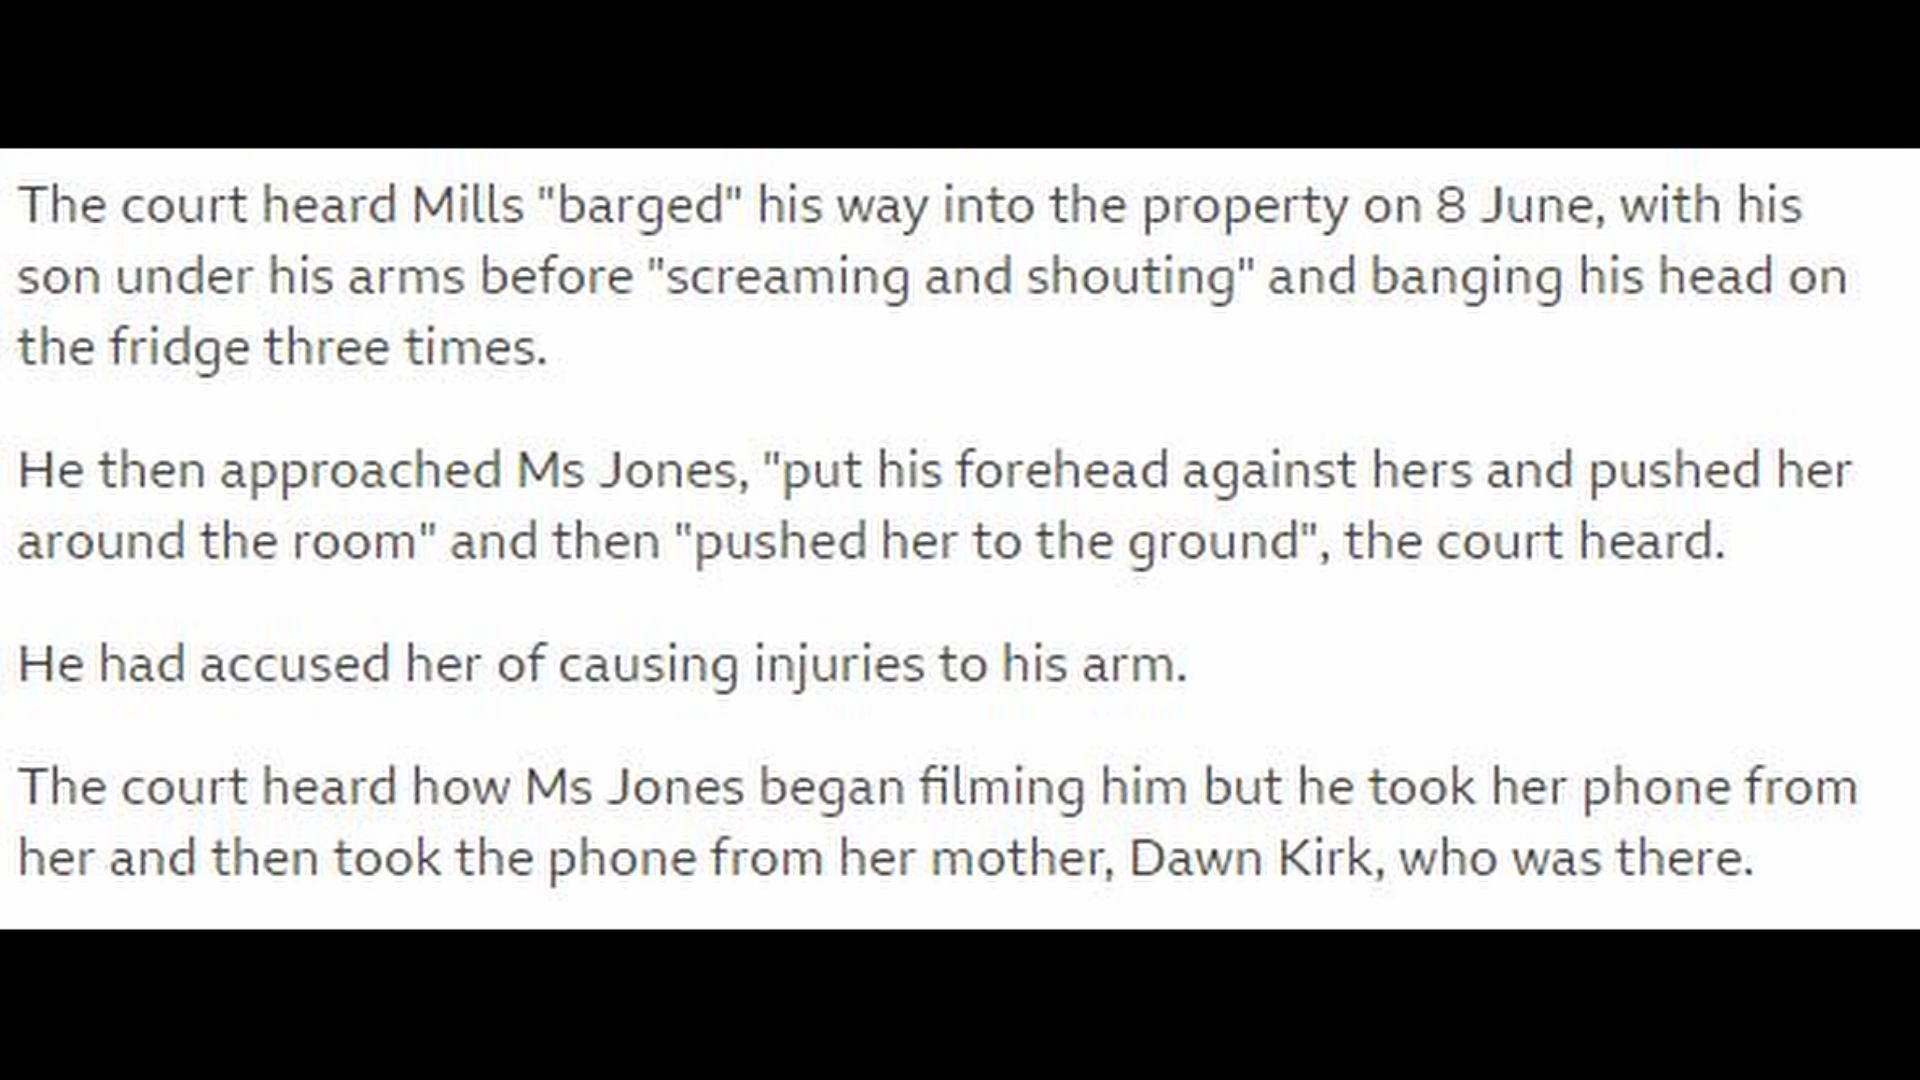 The court heard Mills "barged" his way into the property on 8 June, with his
son under his arms before "screaming and shouting" and banging his head on
the fridge three times.
He then approached Ms Jones, "put his forehead against hers and pushed her
around the room" and then "pushed her to the ground", the court heard.
He had accused her of causing injuries to his arm.
The court heard how Ms Jones began filming him but he took her phone from
her and then took the phone from her mother, Dawn Kirk, who was there.